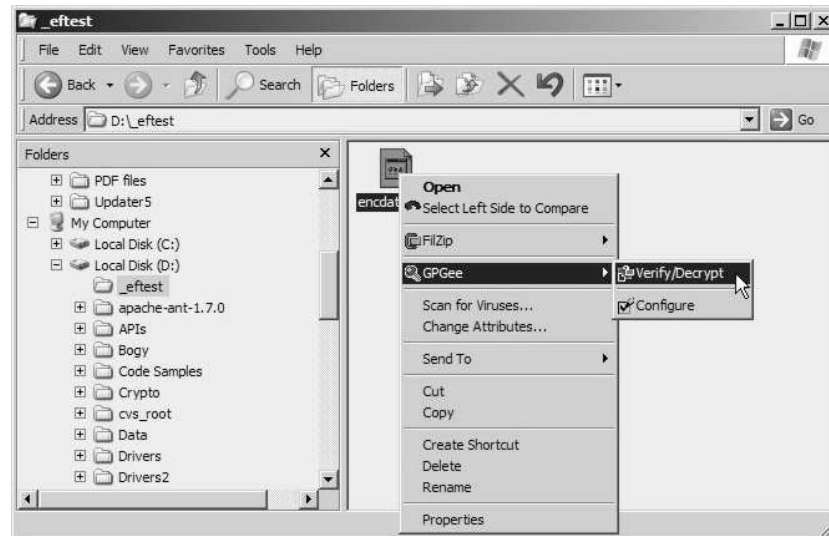 _eftest
File Edit View Favorites Tools Help
Back Search Folders
Address D:\_eftest Go
Folders x
PDF files
Updater5
My Computer
Local Disk (C:)
Local Disk (D:)
_eftest
apache-ant-1.7.0
APIs
Bogy
Code Samples
Crypto
cvs_root
Data
Drivers
Drivers2
encdat
Open
Select Left Side to Compare
FilZip
GPGee
Scan for Viruses...
Change Attributes...
Send To
Cut
Copy
Create Shortcut
Delete
Rename
Properties
Verify/Decrypt
Configure